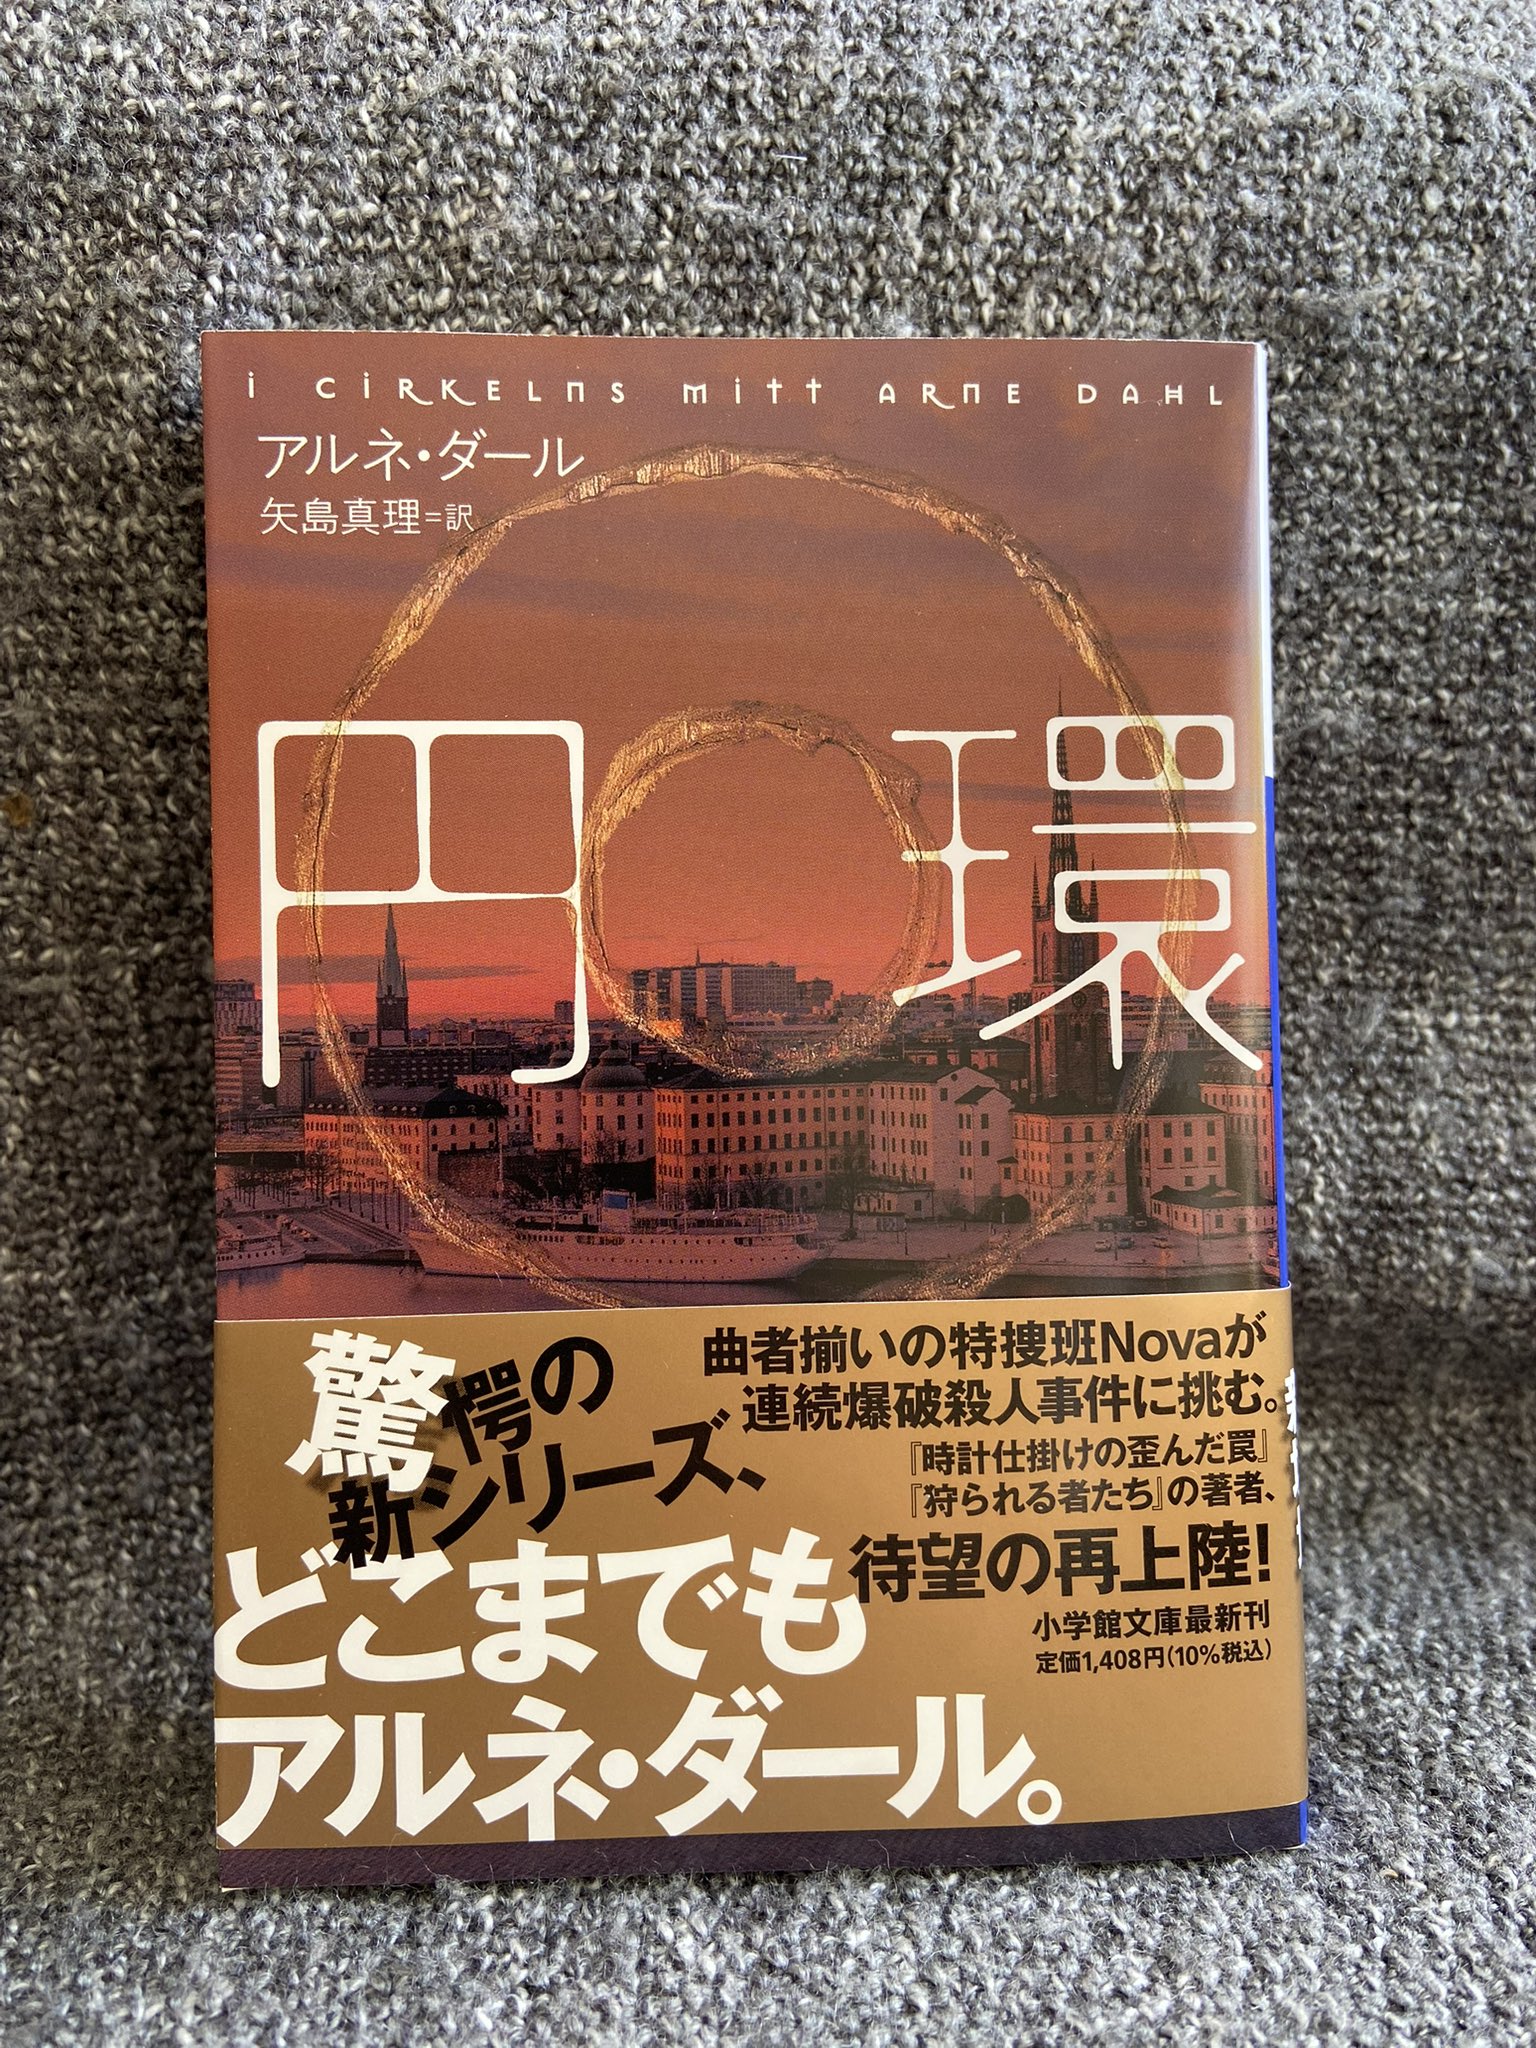 i CIRKELNS MITT ARNE DAHL
アルネ・ダール
矢島真理=訳
円環
驚愕の
新シリーズ、
どこまでも
アルネ・ダール。
曲者揃いの特捜班Novaが
連続爆破殺人事件に挑む。
『時計仕掛けの歪んだ罠』
『狩られる者たち』の著者、
待望の再上陸!
小学館文庫最新刊
定価1,408円(10%税込)